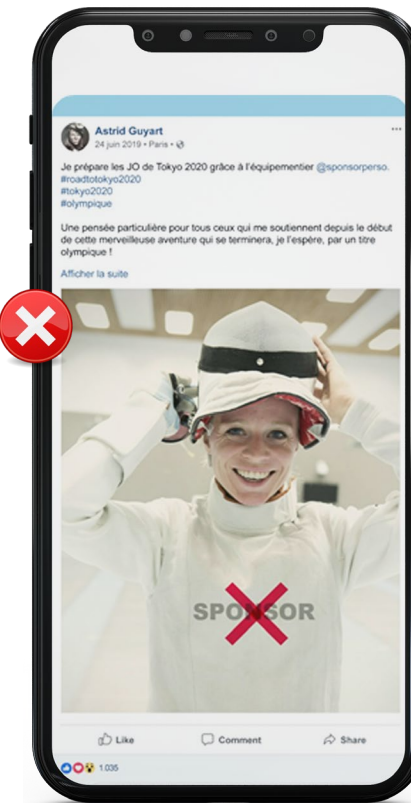 Astrid Guyart
24 juin 2019 • Paris •
Je prépare les JO de Tokyo 2020 grâce à l'équipementier @sponsorperso.
#roadtotokyo2020
#tokyo2020
#olympique
Une pensée particulière pour tous ceux qui me soutiennent depuis le début
de cette merveilleuse aventure qui se terminera, je l'espère, par un titre
olympique !
Afficher la suite
SPONSOR
Like Comment Share
1 035